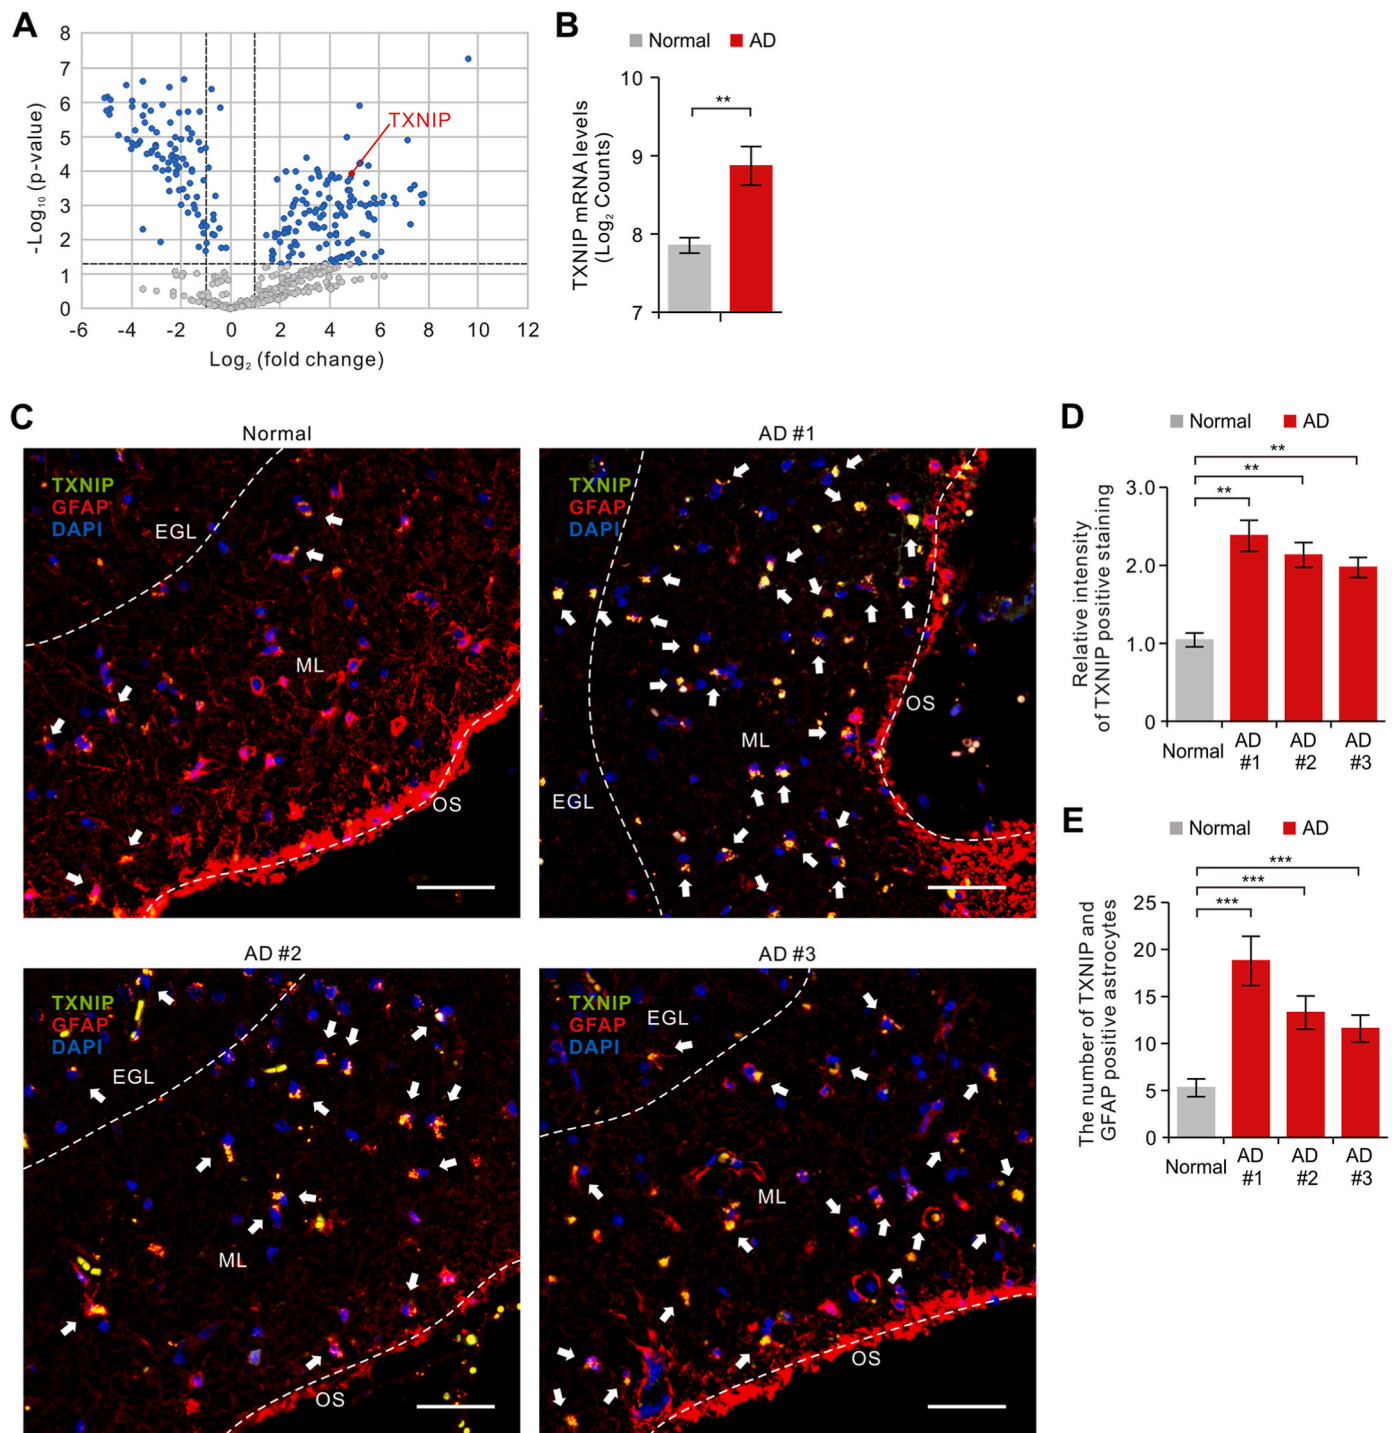 A
8
7
6
5
4
3
2
1
0
-Log₁₀ (p-value)
TXNIP
-6 -4 -2 0 2 4 6 8 10 12
Log₂ (fold change)
B
Normal AD
TXNIP mRNA levels
(Log₂ Counts)
10
9
8
7
**
C
Normal
TXNIP
GFAP
DAPI
EGL
ML
OS
AD #1
TXNIP
GFAP
DAPI
EGL
ML
OS
AD #2
TXNIP
GFAP
DAPI
EGL
ML
OS
AD #3
TXNIP
GFAP
DAPI
EGL
ML
OS
D
Normal AD
Relative intensity
of TXNIP positive staining
3.0
2.0
1.0
0
**
**
**
Normal AD #1 AD #2 AD #3
E
Normal AD
The number of TXNIP and
GFAP positive astrocytes
25
20
15
10
5
0
***
***
***
Normal AD #1 AD #2 AD #3